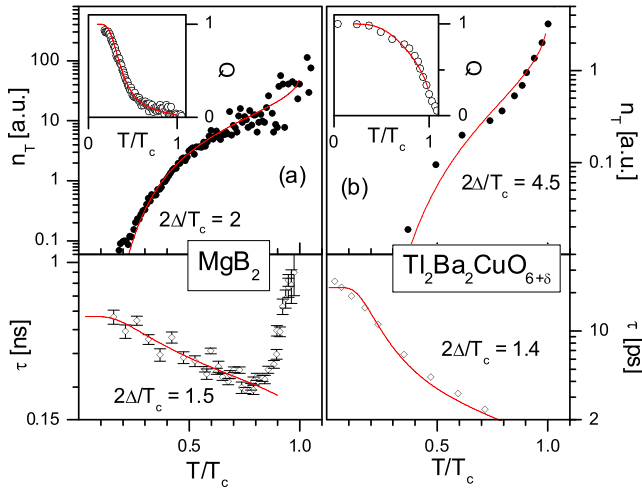 100
10
1
0.1
n_T [a.u.]
1
0
Q
0
1
T/T_c
(a)
2Δ/T_c = 2
1
0
Q
0
1
T/T_c
(b)
2Δ/T_c = 4.5
1
0.1
n_T [a.u.]
MgB₂
Tl₂Ba₂CuO₆₊δ
1
0.15
τ [ns]
2Δ/T_c = 1.5
0.5
1.0
T/T_c
2Δ/T_c = 1.4
10
2
τ [ps]
0.5
1.0
T/T_c